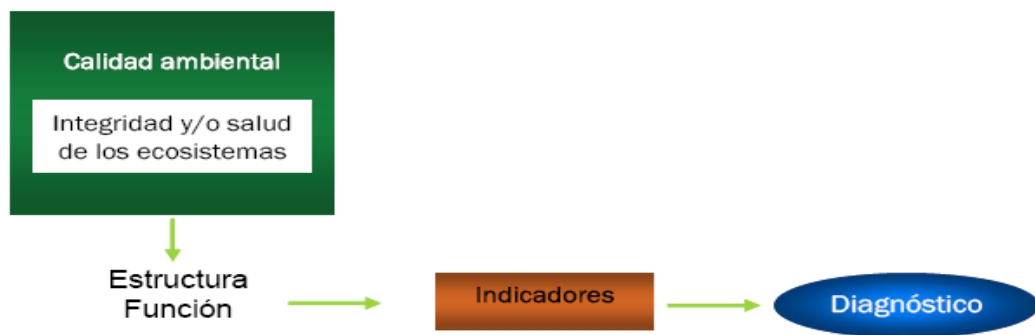 Calidad ambiental
Integridad y/o salud
de los ecosistemas
Estructura
Función
Indicadores
Diagnóstico